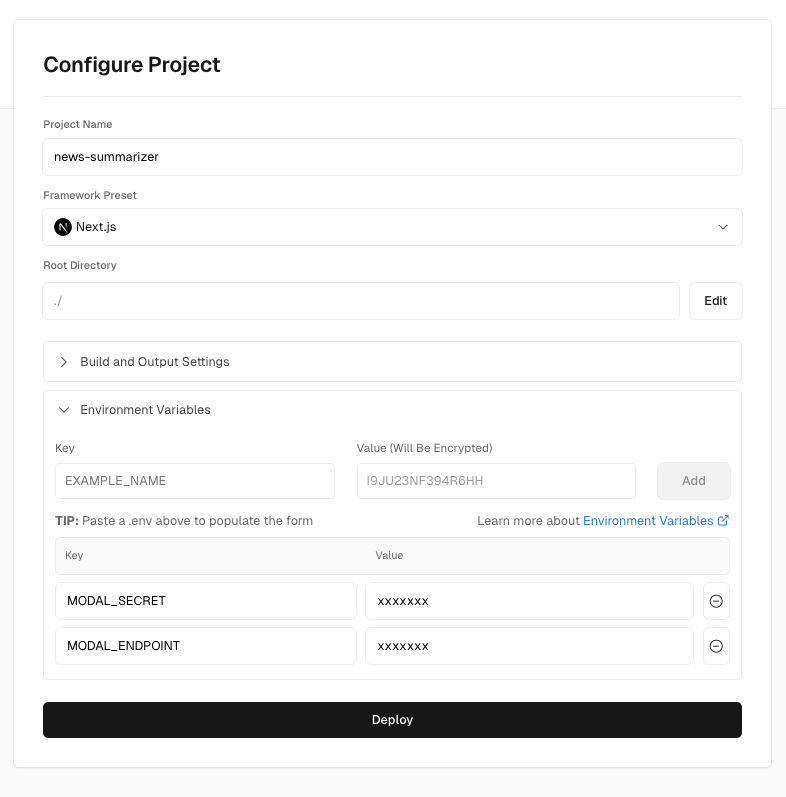 Configure Project
Project Name
news-summarizer
Framework Preset
N Next.js
Root Directory
./ Edit
Build and Output Settings
Environment Variables
Key Value (Will Be Encrypted)
EXAMPLE_NAME I9JU23NF394R6HH Add
TIP: Paste a .env above to populate the form Learn more about Environment Variables
Key Value
MODAL_SECRET xxxxxxx
MODAL_ENDPOINT xxxxxxx
Deploy